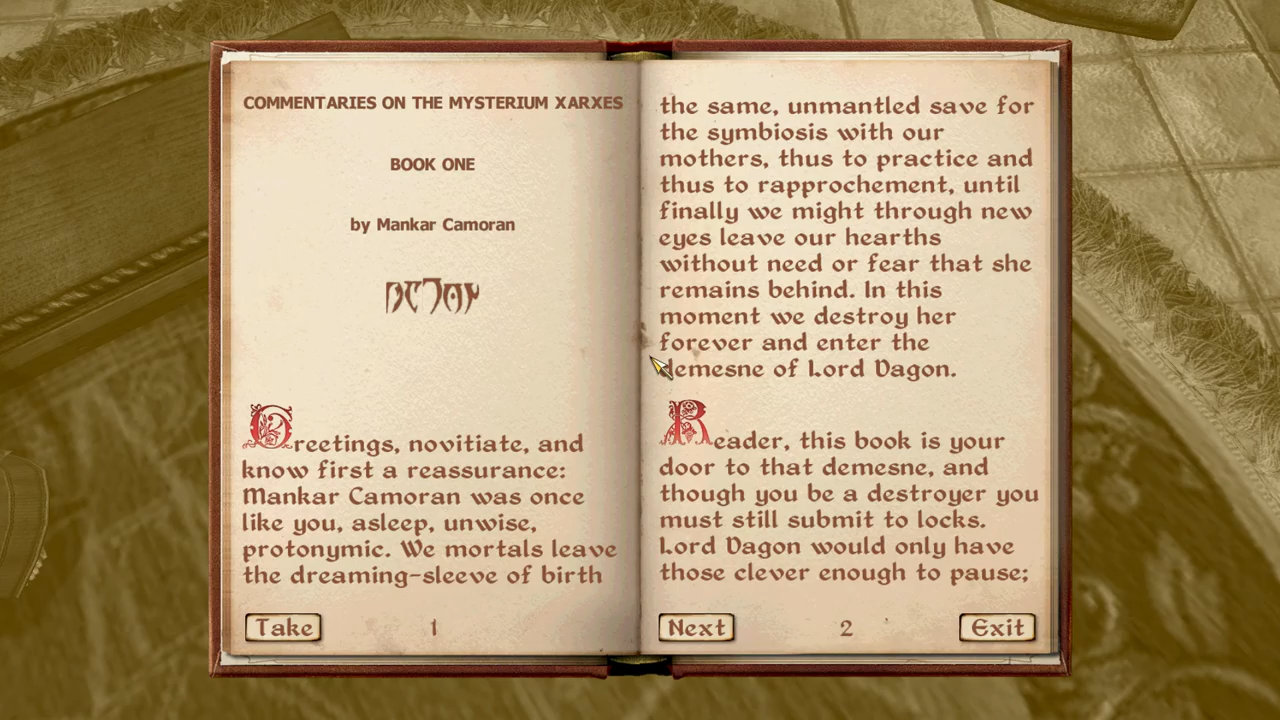 COMMENTARIES ON THE MYSTERIUM XARXES
BOOK ONE
by Mankar Camoran
Greetings, novitiate, and
know first a reassurance:
Mankar Camoran was once
like you, asleep, unwise,
protonymic. We mortals leave
the dreaming-sleeve of birth
Take
1
the same, unmantled save for
the symbiosis with our
mothers, thus to practice and
thus to rapprochement, until
finally we might through new
eyes leave our hearths
without need or fear that she
remains behind. In this
moment we destroy her
forever and enter the
demesne of Lord Dagon.
Reader, this book is your
door to that demesne, and
though you be a destroyer you
must still submit to locks.
Lord Dagon would only have
those clever enough to pause;
Next
2
Exit